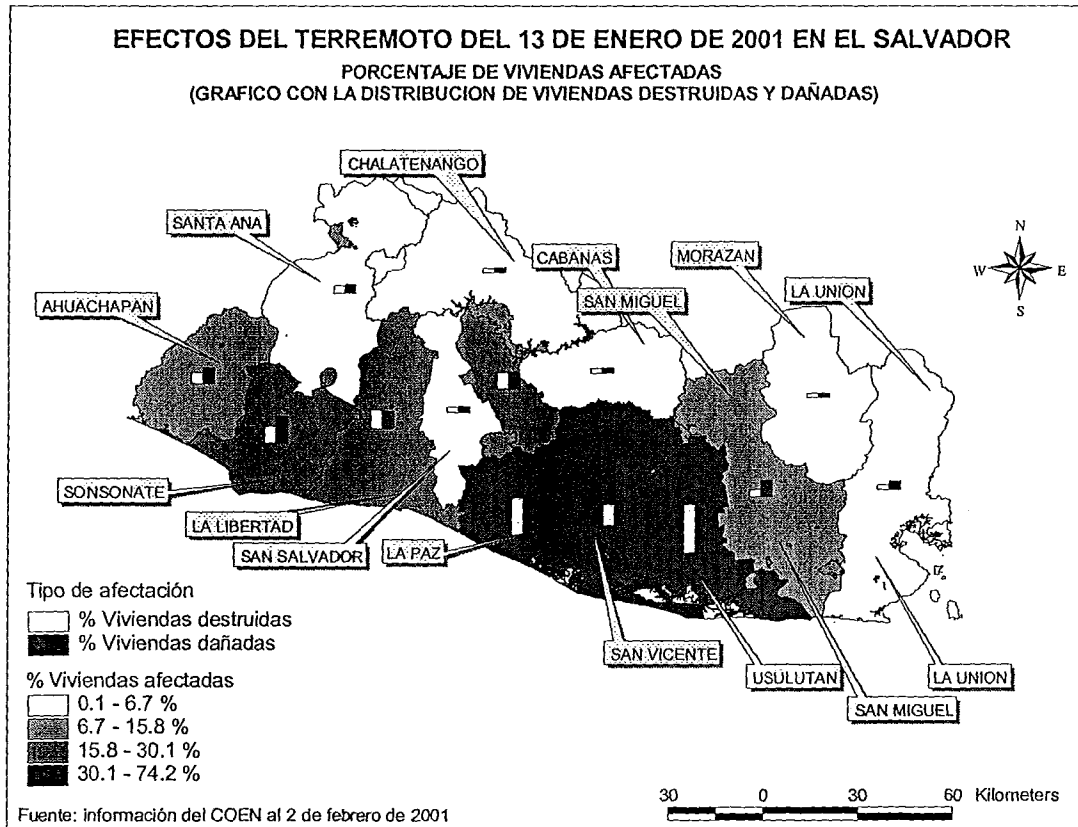 EFECTOS DEL TERREMOTO DEL 13 DE ENERO DE 2001 EN EL SALVADOR
PORCENTAJE DE VIVIENDAS AFECTADAS
(GRAFICO CON LA DISTRIBUCION DE VIVIENDAS DESTRUIDAS Y DAÑADAS)
CHALATENANGO
SANTA ANA
CABANAS
MORAZAN
SAN MIGUEL
LA UNION
AHUACHAPAN
N
W
E
S
SONSONATE
LA LIBERTAD
SAN SALVADOR
LA PAZ
SAN VICENTE
USULUTAN
LA UNION
SAN MIGUEL
Tipo de afectación
% Viviendas destruidas
% Viviendas dañadas
% Viviendas afectadas
0.1 - 6.7 %
6.7 - 15.8 %
15.8 - 30.1 %
30.1 - 74.2 %
30 0 30 60 Kilometers
Fuente: información del COEN al 2 de febrero de 2001